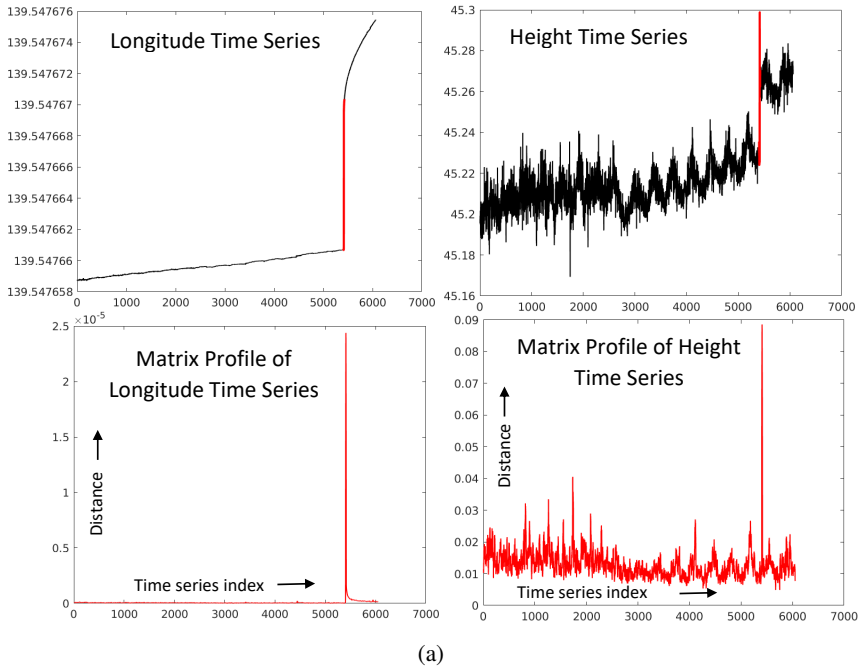 Longitude Time Series
139.547676
139.547674
139.547672
139.54767
139.547668
139.547666
139.547664
139.547662
139.54766
139.547658
0 1000 2000 3000 4000 5000 6000 7000
Height Time Series
45.3
45.28
45.26
45.24
45.22
45.2
45.18
45.16
0 1000 2000 3000 4000 5000 6000 7000
×10⁻⁵
Matrix Profile of
Longitude Time Series
2.5
2
1.5
1
0.5
0
Distance
Time series index
0 1000 2000 3000 4000 5000 6000 7000
Matrix Profile of Height
Time Series
0.09
0.08
0.07
0.06
0.05
0.04
0.03
0.02
0.01
0
Distance
Time series index
0 1000 2000 3000 4000 5000 6000 7000
(a)